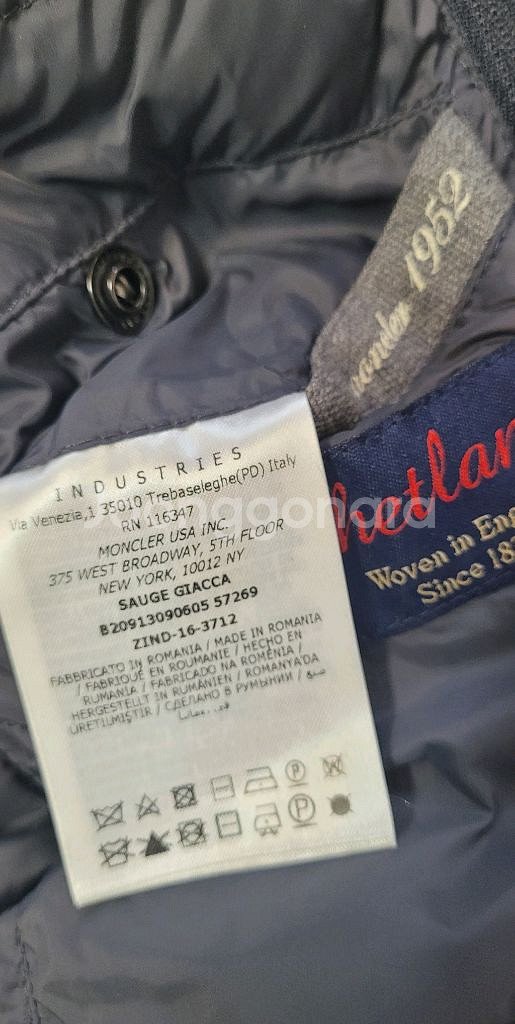 1952
INDUSTRIES
Via Venezia,1 35010 Trebaseleghe(PD) Italy
RN 116347
MONCLER USA INC.
375 WEST BROADWAY, 5TH FLOOR
NEW YORK, 10012 NY
SAUGE GIACCA
B20913090605 57269
ZIND-16-3712
FABBRICATO IN ROMANIA / MADE IN ROMANIA
/ FABRIQUÉ EN ROUMANIE / HECHO EN
RUMANIA / FABRICADO NA ROMÊNIA /
HERGESTELLT IN RUMÄNIEN / ROMANYA'DA
ÜRETILMIŞTIR / СДЕЛАНО В РУМЫНИИ /
hetlan
Woven in Eng
Since 18